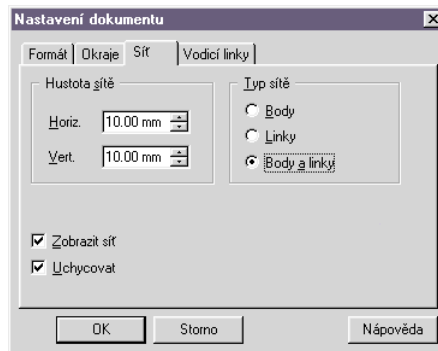 Nastavení dokumentu
Formát Okraje Síť Vodicí linky
Hustota sítě
Horiz. 10.00 mm
Vert. 10.00 mm
Typ sítě
Body
Linky
Body a linky
Zobrazit síť
Uchycovat
OK Storno Nápověda